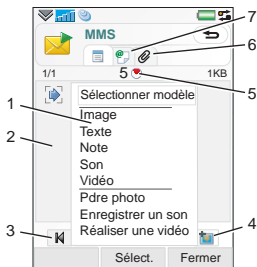 7
MMS
6
1/1
5
1KB
5
Sélectionner modèle
1
Image
Texte
2
Note
Son
Vidéo
Pdre photo
Enregistrer un son
3
Réaliser une vidéo
4
Sélect.
Fermer